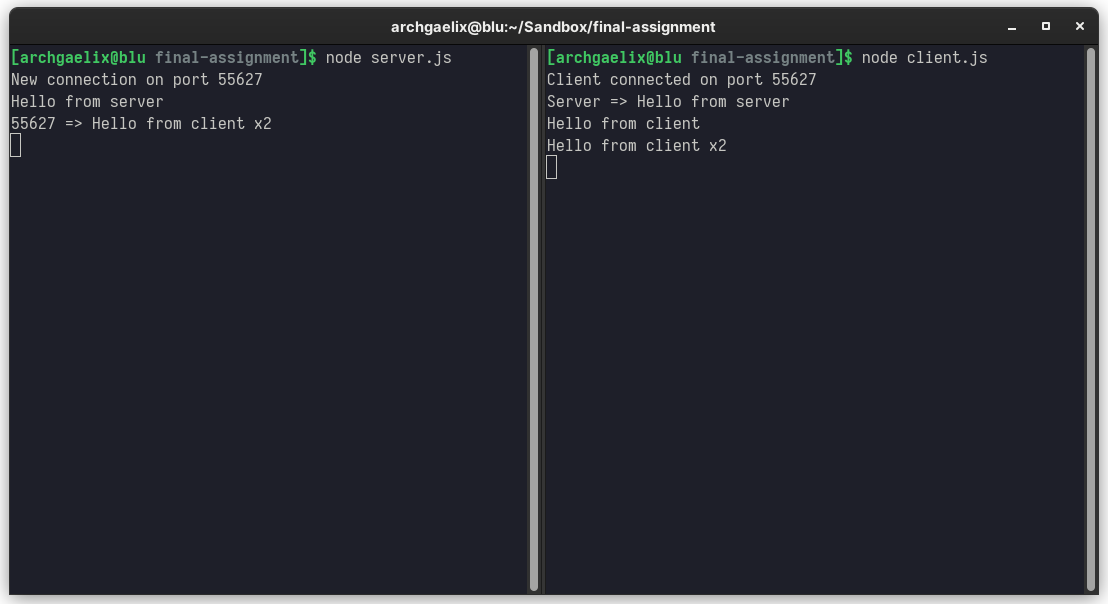 archgaelix@blu:~/Sandbox/final-assignment
[archgaelix@blu final-assignment]$ node server.js
New connection on port 55627
Hello from server
55627 => Hello from client x2
[archgaelix@blu final-assignment]$ node client.js
Client connected on port 55627
Server => Hello from server
Hello from client
Hello from client x2